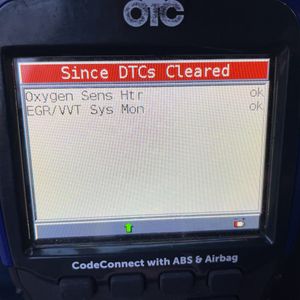 OTC
Since DTCs Cleared
Oxygen Sens Htr ok
EGR/VVT Sys Mon ok
CodeConnect with ABS & Airbag